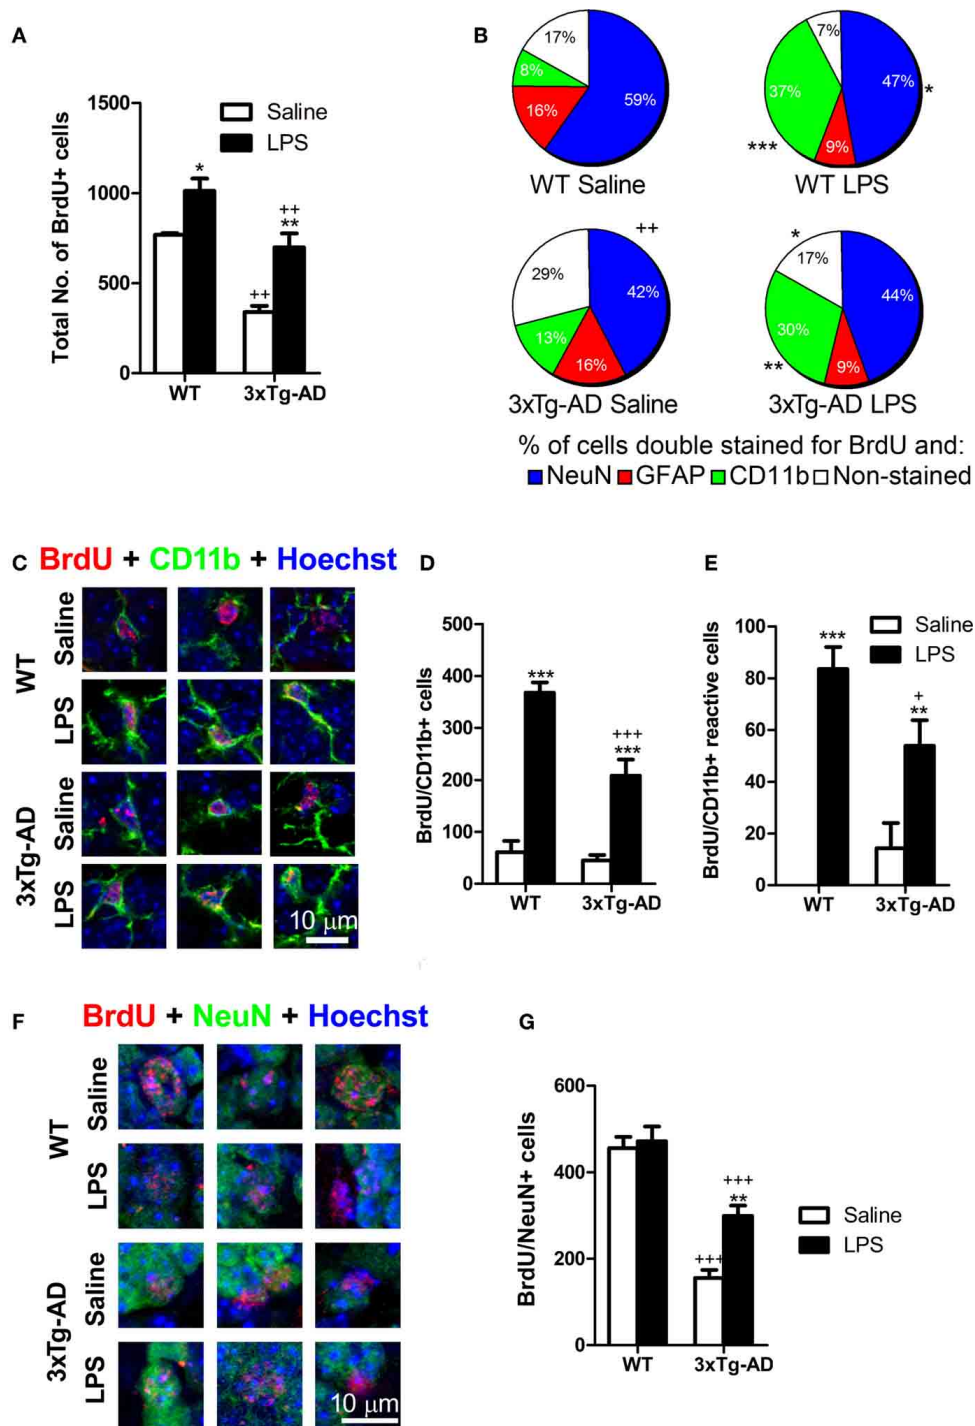 A
Total No. of BrdU+ cells
1500
1000
500
0
Saline
LPS
*
++
++
**
WT
3xTg-AD
B
17%
8%
16%
59%
WT Saline
7%
37%
47%
9%
*
***
WT LPS
++
29%
42%
13%
16%
3xTg-AD Saline
*
17%
44%
30%
9%
**
3xTg-AD LPS
% of cells double stained for BrdU and:
NeuN GFAP CD11b Non-stained
C BrdU + CD11b + Hoechst
WT
Saline
LPS
3xTg-AD
Saline
LPS
10 μm
D
BrdU/CD11b+ cells
500
400
300
200
100
0
***
+++
***
WT
3xTg-AD
E
BrdU/CD11b+ reactive cells
100
80
60
40
20
0
Saline
LPS
***
+
**
WT
3xTg-AD
F BrdU + NeuN + Hoechst
WT
Saline
LPS
3xTg-AD
Saline
LPS
10 μm
G
BrdU/NeuN+ cells
600
400
200
0
+++
+++
**
Saline
LPS
WT
3xTg-AD